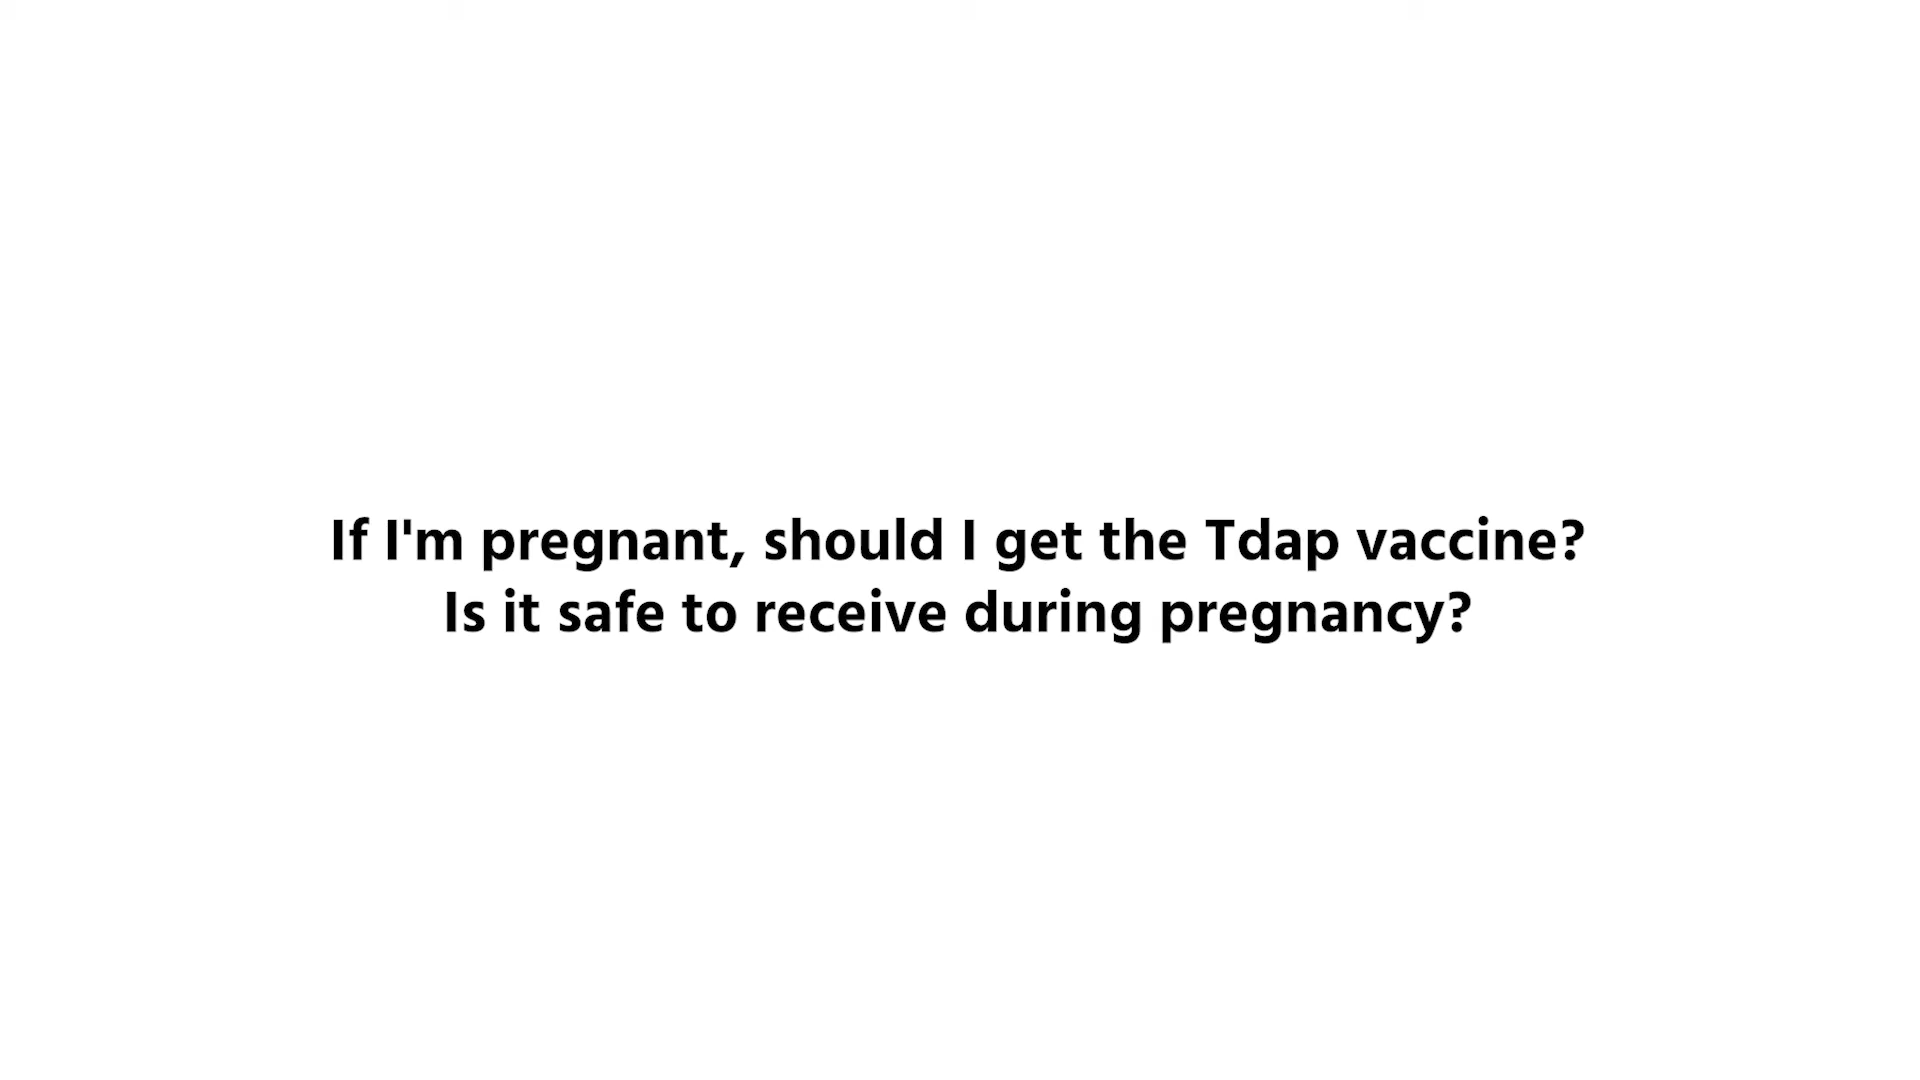 If I'm pregnant, should I get the Tdap vaccine?
Is it safe to receive during pregnancy?